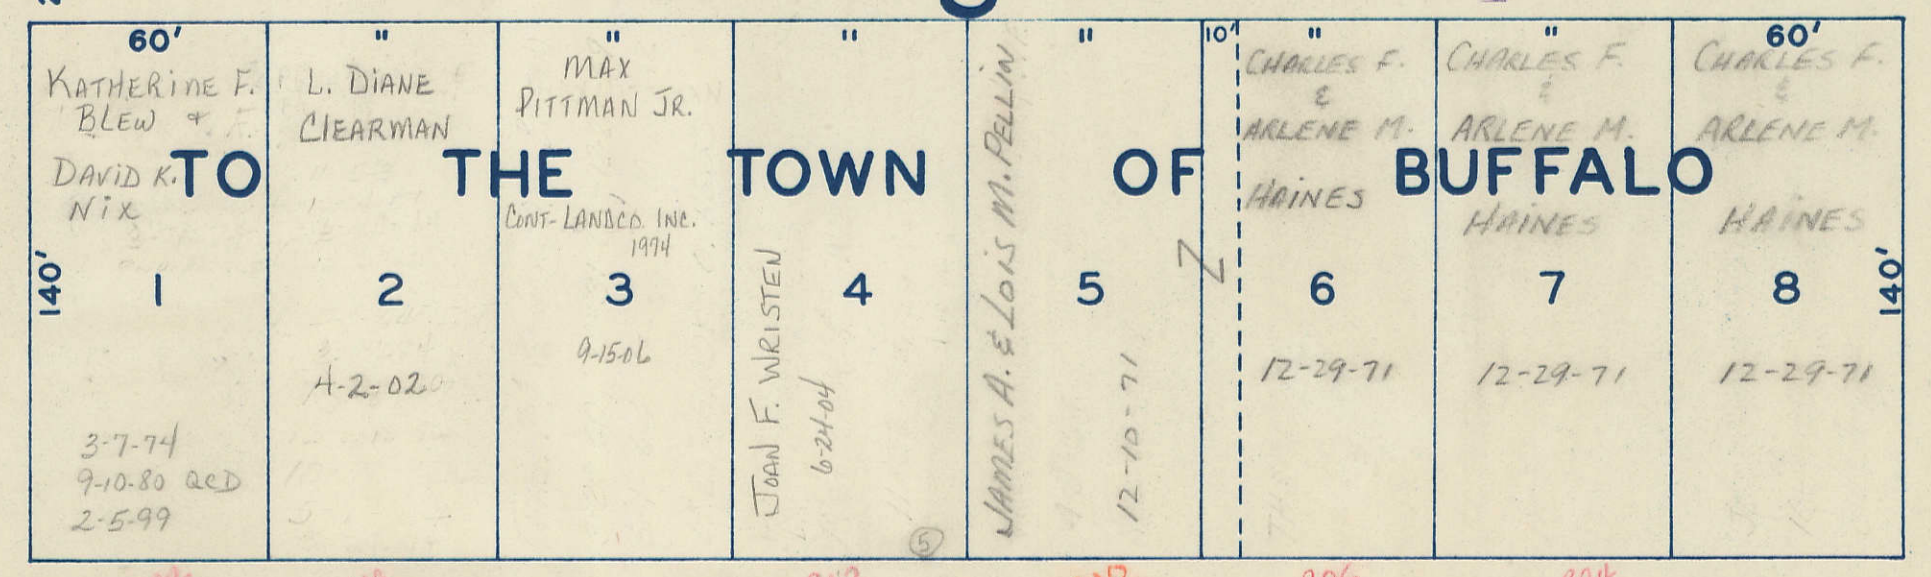 60' " " " " 10' " " 60'
KATHERINE F.
BLEW &
DAVID K.
NIX
140'
1
3-7-74
9-10-80 QCD
2-5-99
L. DIANE
CLEARMAN
2
4-2-02
MAX
PITTMAN JR.
CONT-LANDCO. INC.
1974
3
9-15-06
JOAN F. WRISTEN
6-24-04
4
5
JAMES A. & LOIS M. PELLIN
5
12-10-71
Z
CHARLES F.
&
ARLENE M.
HAINES
6
12-29-71
CHARLES F.
&
ARLENE M.
HAINES
7
12-29-71
CHARLES F.
&
ARLENE M.
HAINES
8
140'
12-29-71
TO THE TOWN OF BUFFALO